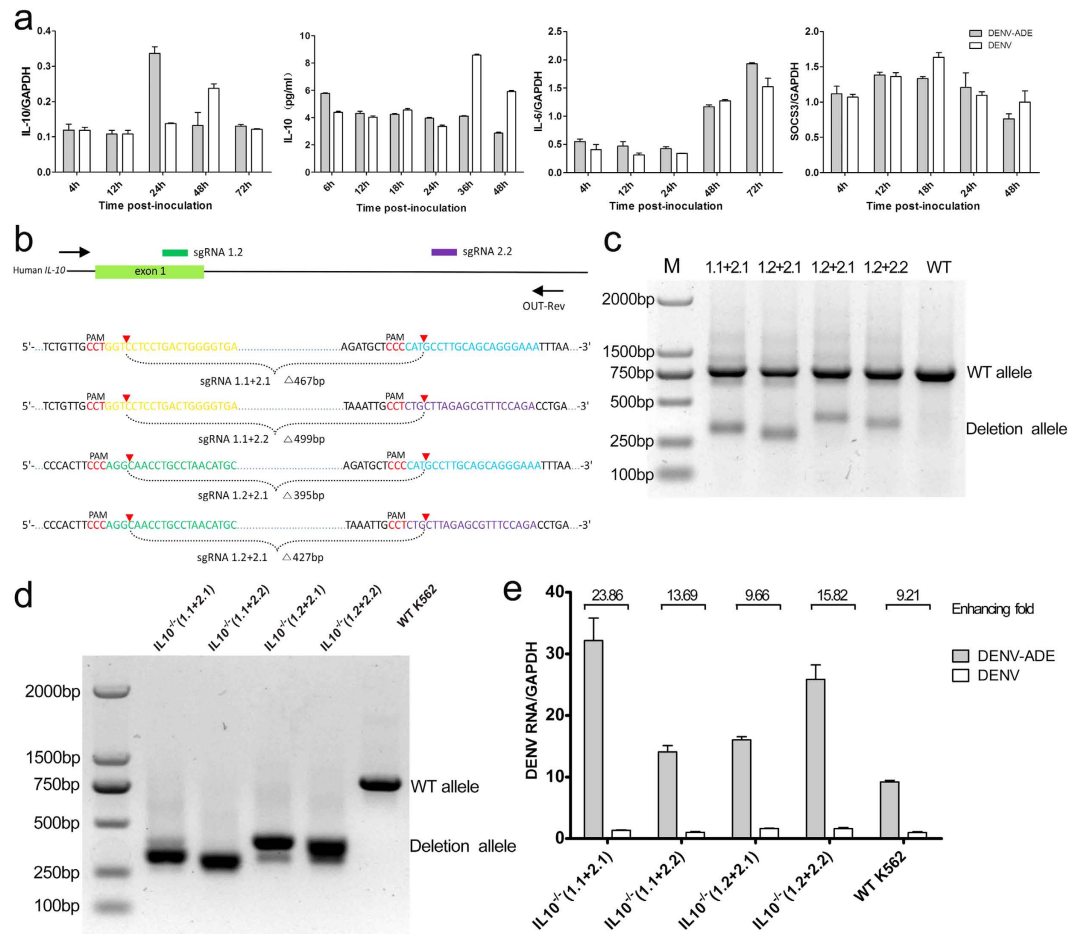 a
IL-10/GAPDH
0.4
0.3
0.2
0.1
0.0
4h 12h 24h 48h 72h
Time post-inoculation
IL-10 (pg/ml)
10
9
8
7
6
5
4
3
2
1
0
6h 12h 18h 24h 36h 48h
Time post-inoculation
IL-6/GAPDH
2.5
2.0
1.5
1.0
0.5
0.0
4h 12h 24h 48h 72h
Time post-inoculation
SOCS3/GAPDH
2.0
1.5
1.0
0.5
0.0
4h 12h 18h 24h 48h
Time post-inoculation
DENV-ADE
DENV
b
sgRNA 1.2
sgRNA 2.2
Human IL-10
exon 1
OUT-Rev
PAM PAM
5'-...TCTGTTGCCTGGTCCTCCTGACTGGGGTGA AGATGCTCCCCATGCCTTGCAGCAGGGAAATTTAA...-3'
sgRNA 1.1+2.1 △467bp
PAM PAM
5'-...TCTGTTGCCTGGTCCTCCTGACTGGGGTGA TAAATTGCCTCTGCTTAGAGCGTTTCCAGACCTGA...-3'
sgRNA 1.1+2.2 △499bp
PAM PAM
5'-...CCCACTTCCCAGGCAACCTGCCTAACATGC AGATGCTCCCCATGCCTTGCAGCAGGGAAATTTAA...-3'
sgRNA 1.2+2.1 △395bp
PAM PAM
5'-...CCCACTTCCCAGGCAACCTGCCTAACATGC TAAATTGCCTCTGCTTAGAGCGTTTCCAGACCTGA...-3'
sgRNA 1.2+2.1 △427bp
c
M 1.1+2.1 1.2+2.1 1.2+2.1 1.2+2.2 WT
2000bp
1500bp
750bp
500bp
250bp
100bp
WT allele
Deletion allele
d
IL10-/-(1.1+2.1)
IL10-/-(1.1+2.2)
IL10-/-(1.2+2.1)
IL10-/-(1.2+2.2)
WT K562
2000bp
1500bp
750bp
500bp
250bp
100bp
WT allele
Deletion allele
e
DENV RNA/GAPDH
40
30
20
10
0
23.86 13.69 9.66 15.82 9.21
Enhancing fold
DENV-ADE
DENV
IL10-/-(1.1+2.1)
IL10-/-(1.1+2.2)
IL10-/-(1.2+2.1)
IL10-/-(1.2+2.2)
WT K562